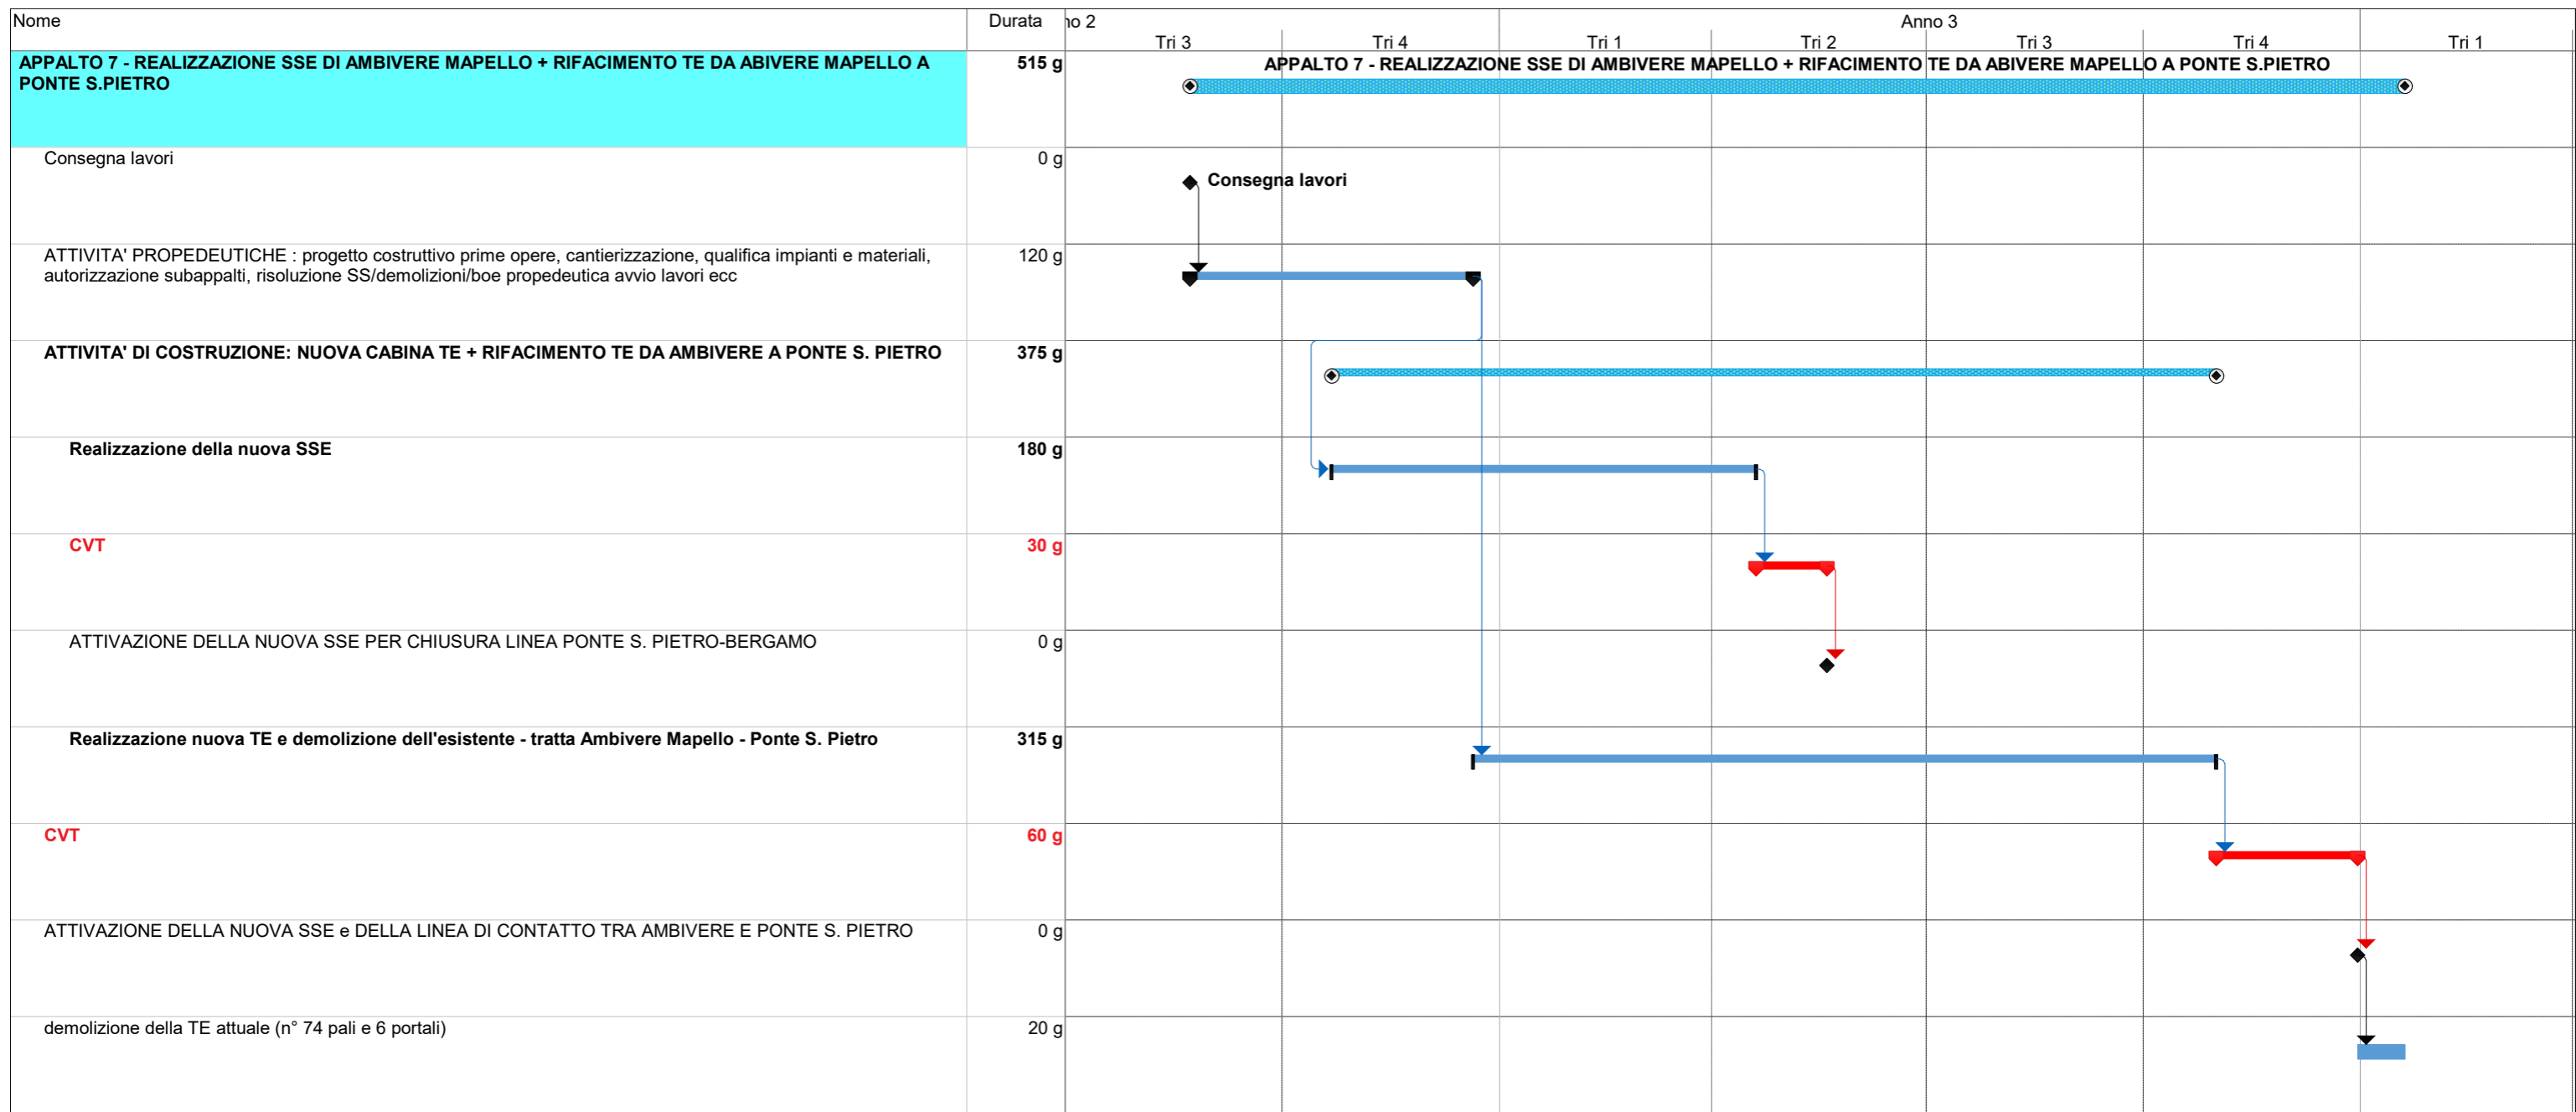 Nome
Durata
no 2
Anno 3
Tri 3
Tri 4
Tri 1
Tri 2
Tri 3
Tri 4
Tri 1
APPALTO 7 - REALIZZAZIONE SSE DI AMBIVERE MAPELLO + RIFACIMENTO TE DA ABIVERE MAPELLO A
PONTE S.PIETRO
515 g
APPALTO 7 - REALIZZAZIONE SSE DI AMBIVERE MAPELLO + RIFACIMENTO TE DA ABIVERE MAPELLO A PONTE S.PIETRO
Consegna lavori
0 g
Consegna lavori
ATTIVITA' PROPEDEUTICHE : progetto costruttivo prime opere, cantierizzazione, qualifica impianti e materiali,
autorizzazione subappalti, risoluzione SS/demolizioni/boe propedeutica avvio lavori ecc
120 g
ATTIVITA' DI COSTRUZIONE: NUOVA CABINA TE + RIFACIMENTO TE DA AMBIVERE A PONTE S. PIETRO
375 g
Realizzazione della nuova SSE
180 g
CVT
30 g
ATTIVAZIONE DELLA NUOVA SSE PER CHIUSURA LINEA PONTE S. PIETRO-BERGAMO
0 g
Realizzazione nuova TE e demolizione dell'esistente - tratta Ambivere Mapello - Ponte S. Pietro
315 g
CVT
60 g
ATTIVAZIONE DELLA NUOVA SSE e DELLA LINEA DI CONTATTO TRA AMBIVERE E PONTE S. PIETRO
0 g
demolizione della TE attuale (n° 74 pali e 6 portali)
20 g